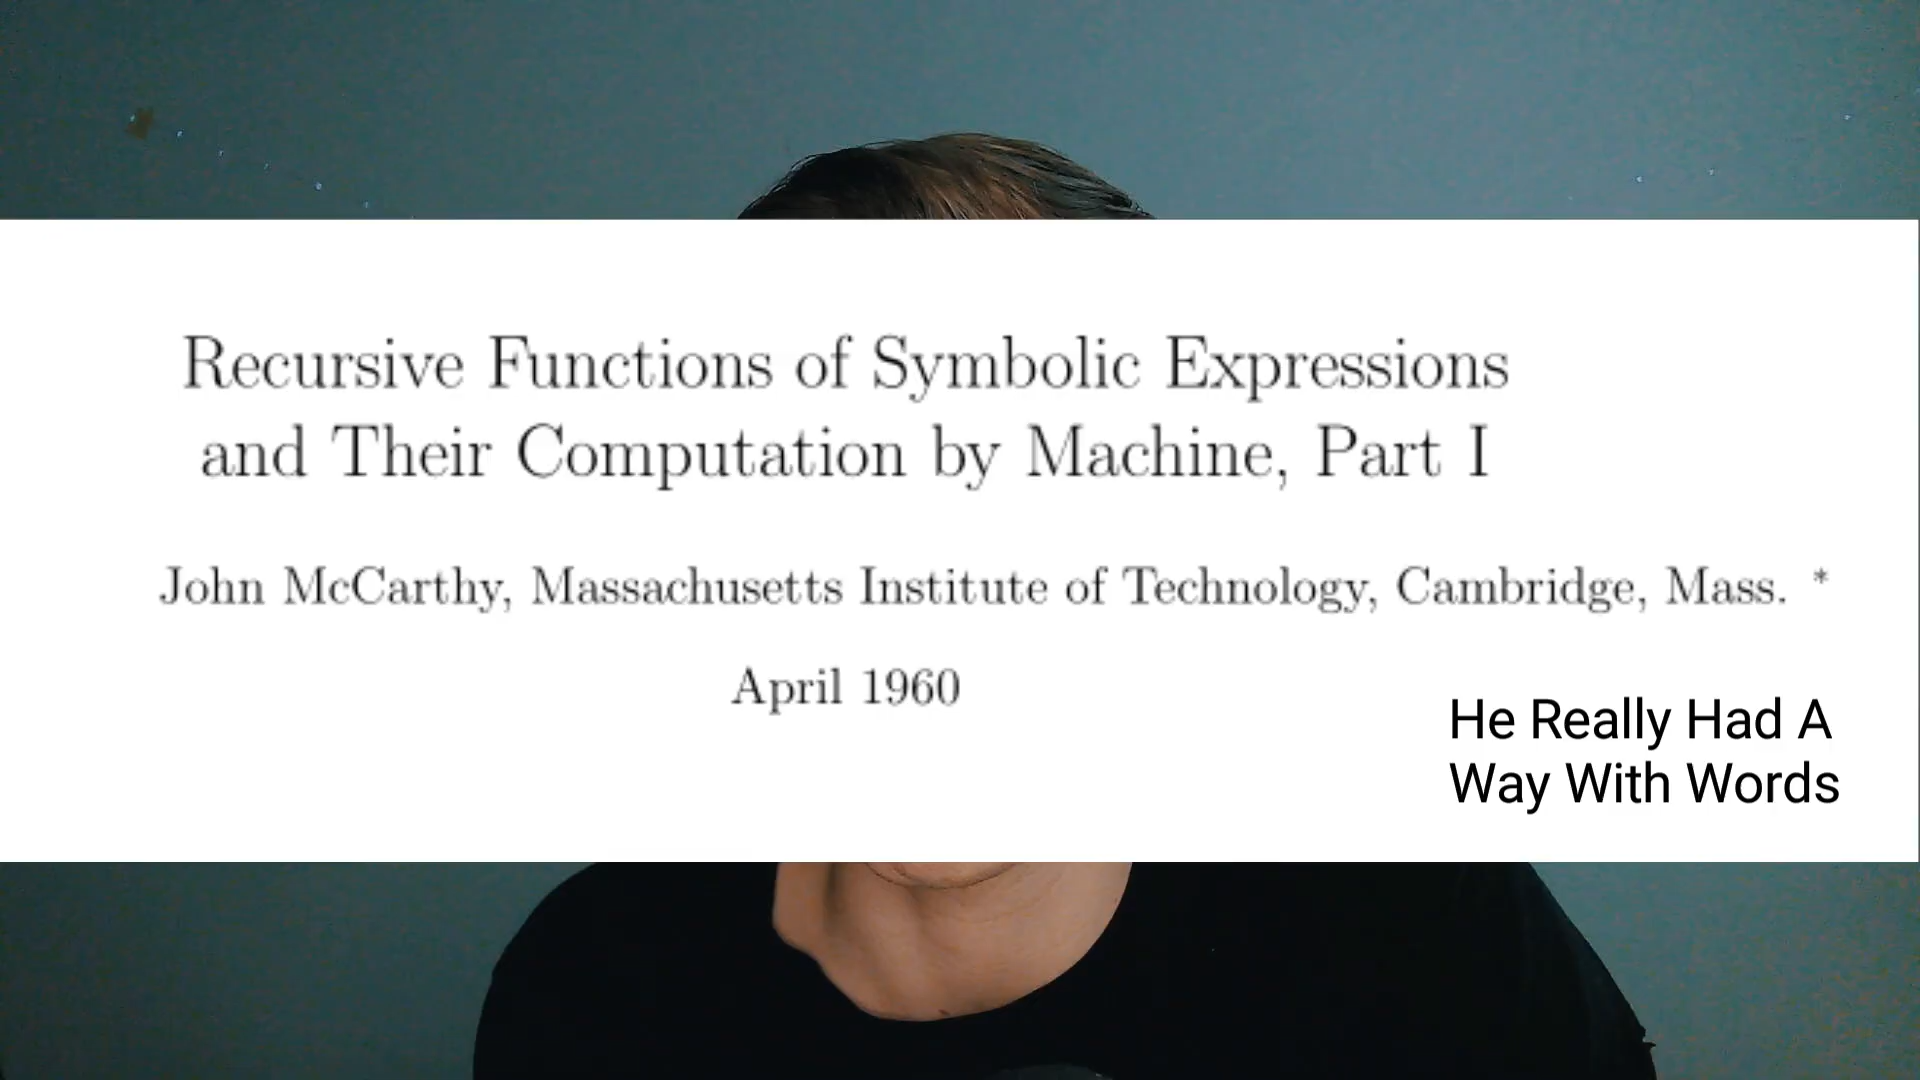 Recursive Functions of Symbolic Expressions
and Their Computation by Machine, Part I
John McCarthy, Massachusetts Institute of Technology, Cambridge, Mass. *
April 1960
He Really Had A
Way With Words